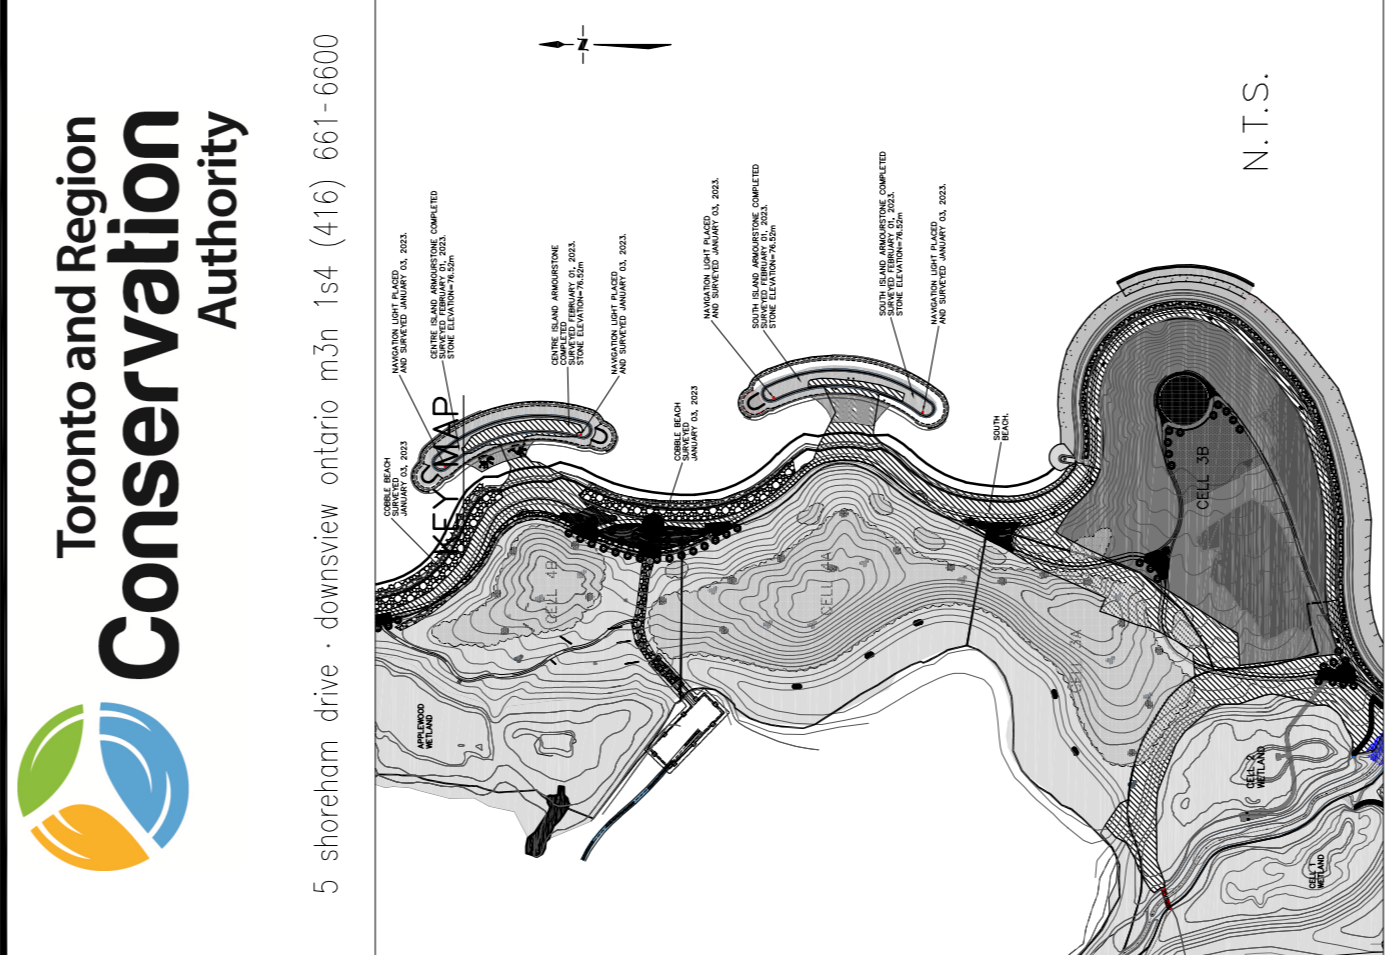 Toronto and Region
Conservation
Authority
5 shoreham drive · downsview ontario m3n 1s4 (416) 661-6600
KEY MAP
N
N.T.S.
COBBLE BEACH
SURVEYED
JANUARY 03, 2023
NAVIGATION LIGHT PLACED
AND SURVEYED JANUARY 03, 2023.
CENTRE ISLAND ARMOURSTONE COMPLETED
SURVEYED FEBRUARY 01, 2023.
STONE ELEVATION=76.52m
CENTRE ISLAND ARMOURSTONE
COMPLETED
SURVEYED FEBRUARY 01, 2023.
STONE ELEVATION=76.52m
NAVIGATION LIGHT PLACED
AND SURVEYED JANUARY 03, 2023.
COBBLE BEACH
SURVEYED
JANUARY 03, 2023
NAVIGATION LIGHT PLACED
AND SURVEYED JANUARY 03, 2023.
SOUTH ISLAND ARMOURSTONE COMPLETED
SURVEYED FEBRUARY 01, 2023.
STONE ELEVATION=76.52m
SOUTH ISLAND ARMOURSTONE COMPLETED
SURVEYED FEBRUARY 01, 2023.
STONE ELEVATION=76.52m
NAVIGATION LIGHT PLACED
AND SURVEYED JANUARY 03, 2023.
SOUTH
BEACH.
CELL 4B
CELL 4A
CELL 3A
CELL 3B
APPLEWOOD
WETLAND
CELL 2
WETLAND
CELL 1
WETLAND